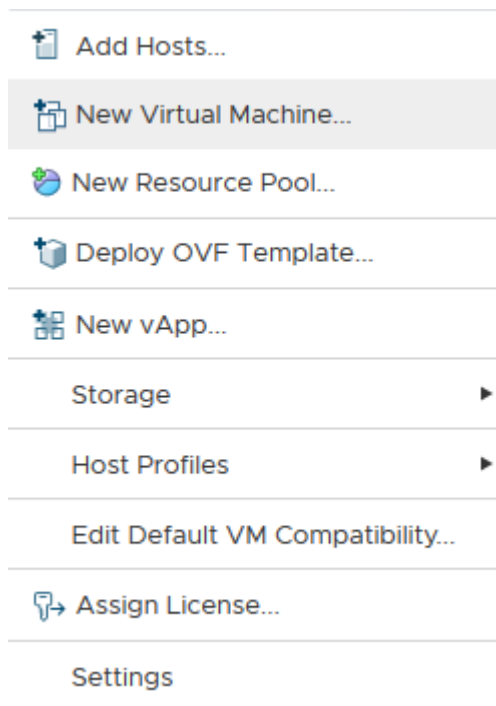 Add Hosts...
New Virtual Machine...
New Resource Pool...
Deploy OVF Template...
New vApp...
Storage
Host Profiles
Edit Default VM Compatibility...
Assign License...
Settings